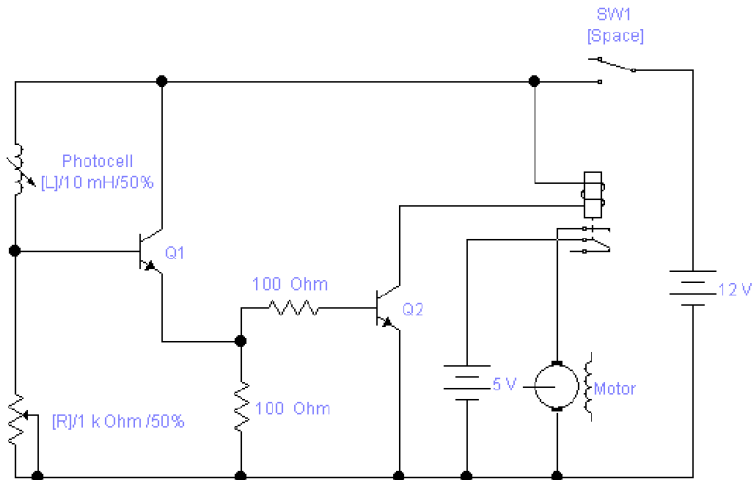 SW1
[Space]
Photocell
[L]/10 mH/50%
Q1
100 Ohm
Q2
12 V
5 V
Motor
[R]/1 k Ohm /50%
100 Ohm